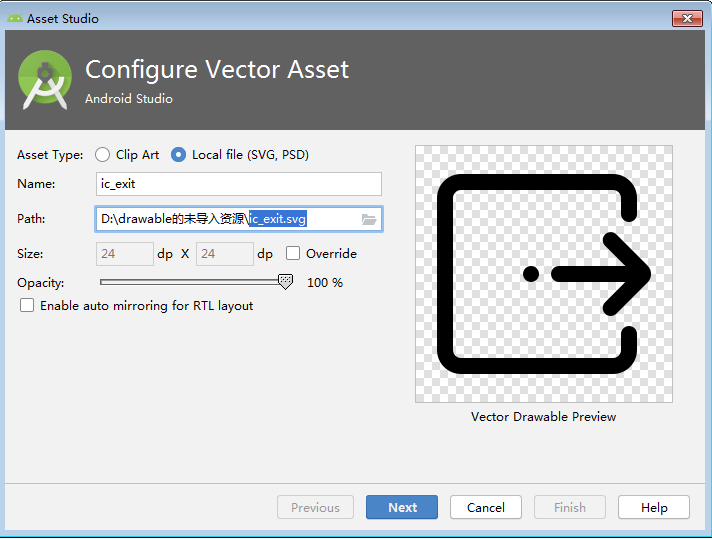 Asset Studio
Configure Vector Asset
Android Studio
Asset Type: Clip Art Local file (SVG, PSD)
Name: ic_exit
Path: D:\drawable的未导入资源\ic_exit.svg
Size: 24 dp X 24 dp Override
Opacity: 100 %
Enable auto mirroring for RTL layout
Vector Drawable Preview
Previous Next Cancel Finish Help